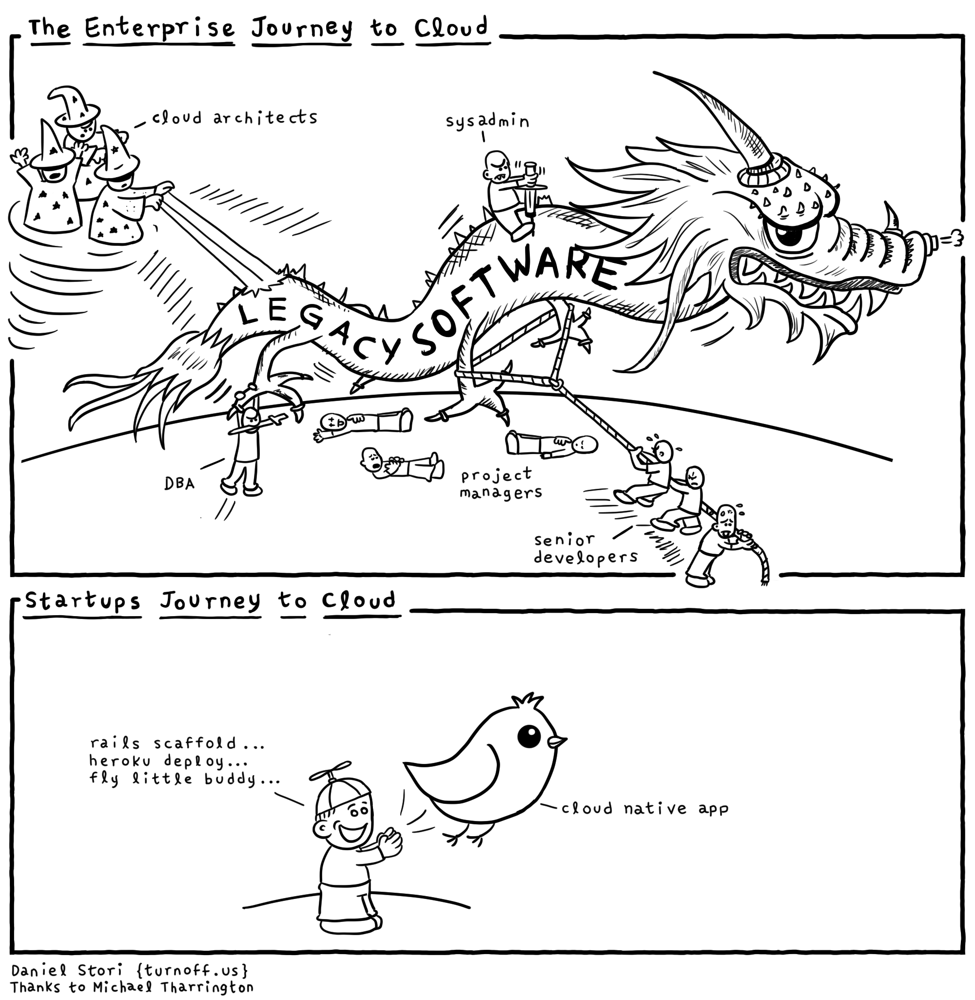 The Enterprise Journey to Cloud
cloud architects
sysadmin
LEGACY SOFTWARE
DBA
project
managers
senior
developers
Startups Journey to Cloud
rails scaffold...
heroku deploy...
fly little buddy...
cloud native app
Daniel Stori {turnoff.us}
Thanks to Michael Tharrington